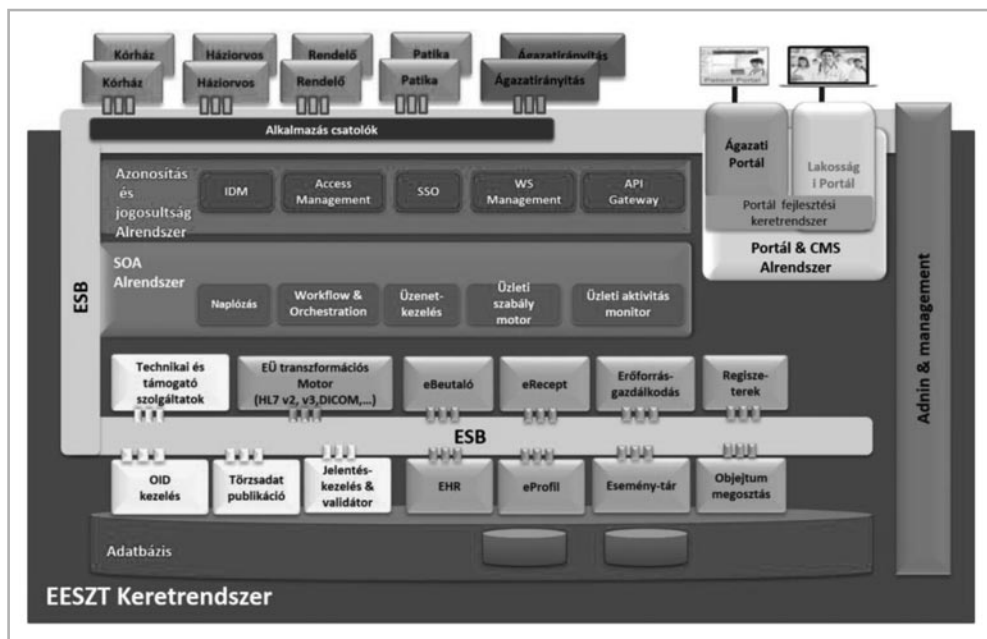 Kórház
Háziorvos
Rendelő
Patika
Ágazatirányítás
Kórház
Háziorvos
Rendelő
Patika
Ágazatirányítás
Patient Portal
Alkalmazás csatolók
Azonosítás
és
jogosultság
Alrendszer
IDM
Access
Management
SSO
WS
Management
API
Gateway
Ágazati
Portál
Lakosság
i Portál
Portál fejlesztési
keretrendszer
Portál & CMS
Alrendszer
SOA
Alrendszer
Naplózás
Workflow &
Orchestration
Üzenet-
kezelés
Üzleti
szabály
motor
Üzleti aktivitás
monitor
ESB
Adnin & management
Technikai és
támogató
szolgáltatok
EÜ transzformációs
Motor
(HL7 v2, v3,DICOM,...)
eBeutaló
eRecept
Erőforrás-
gazdálkodás
Regisze-
terek
ESB
OID
kezelés
Törzsadat
publikáció
Jelentés-
kezelés &
validátor
EHR
eProfil
Esemény-tár
Objejtum
megosztás
Adatbázis
EESZT Keretrendszer